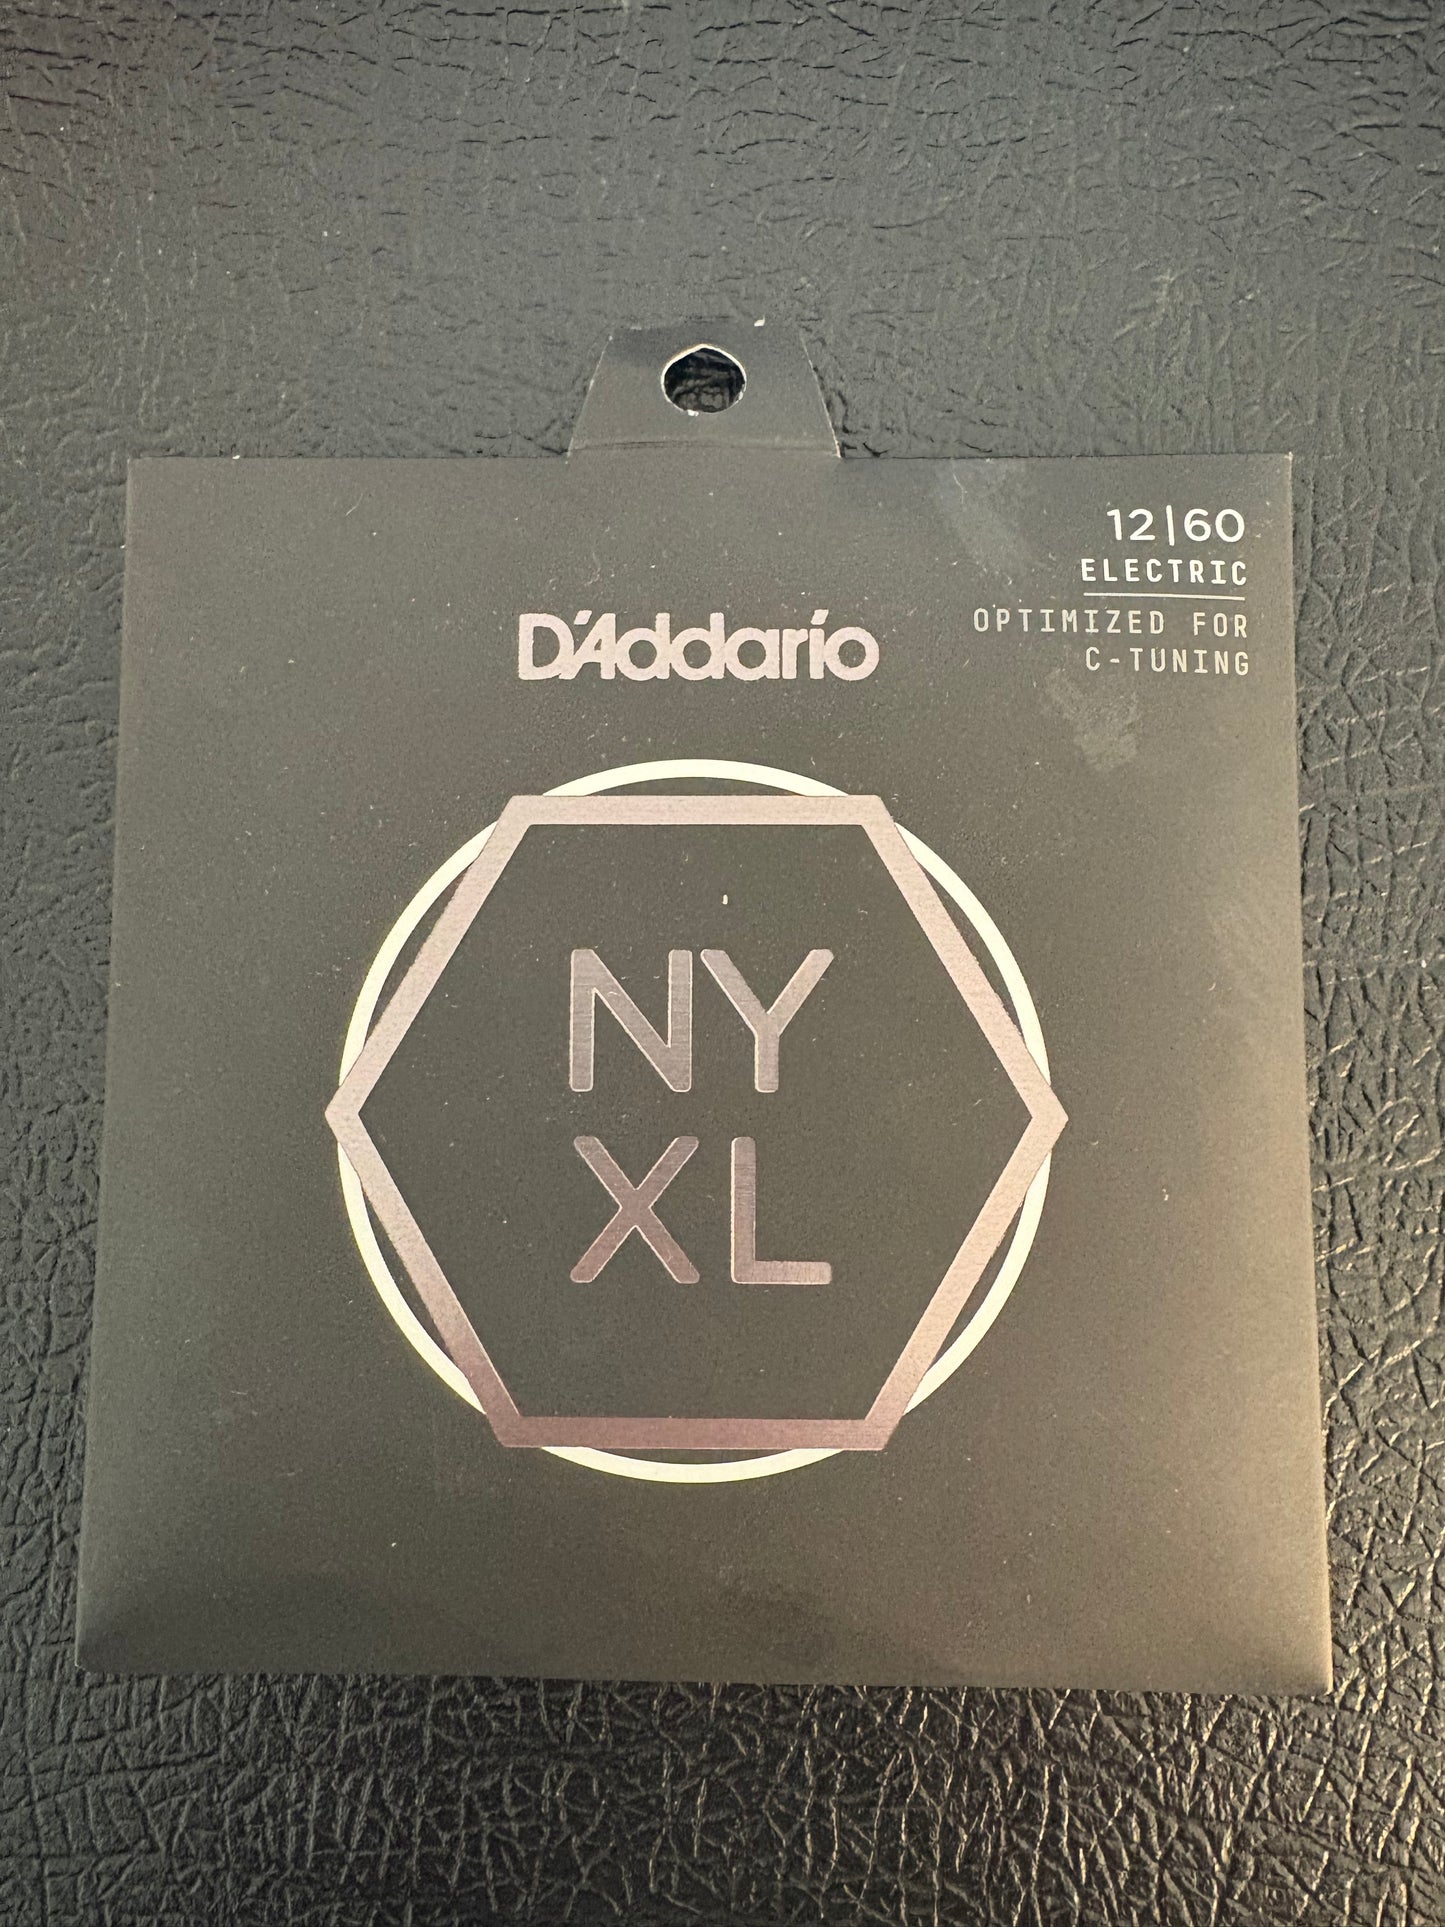 12|60
ELECTRIC
OPTIMIZED FOR
C-TUNING
D'Addario
NY
XL